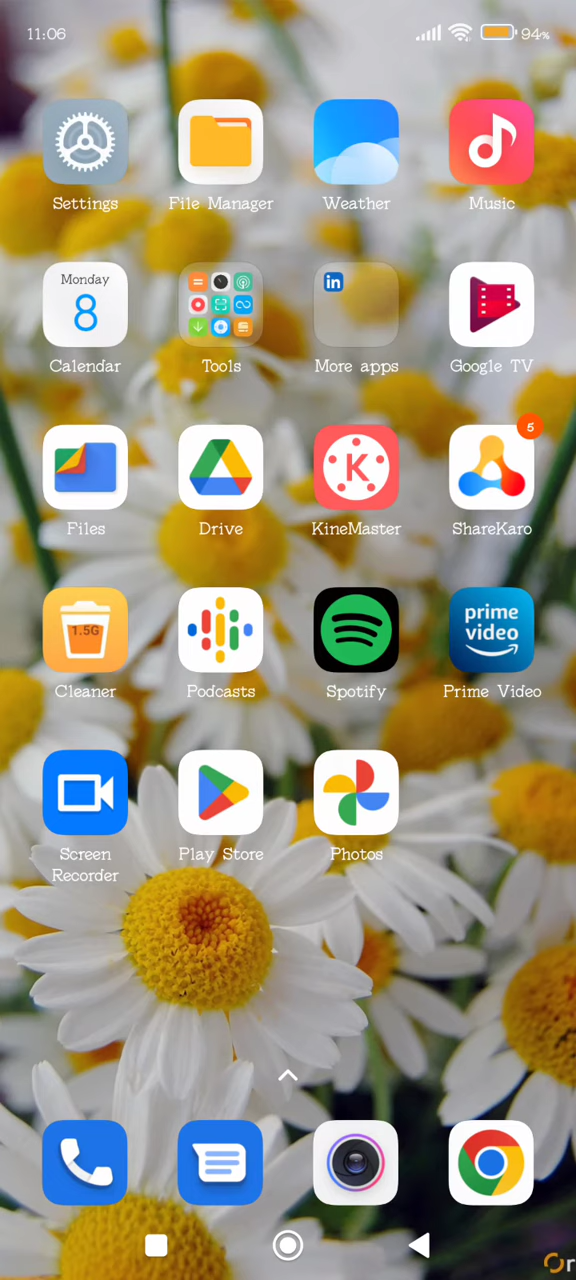 11:06 94%
Settings File Manager Weather Music
Monday
8
in
Calendar Tools More apps Google TV
5
K
Files Drive KineMaster ShareKaro
1.5G
prime
video
Cleaner Podcasts Spotify Prime Video
Screen
Recorder Play Store Photos